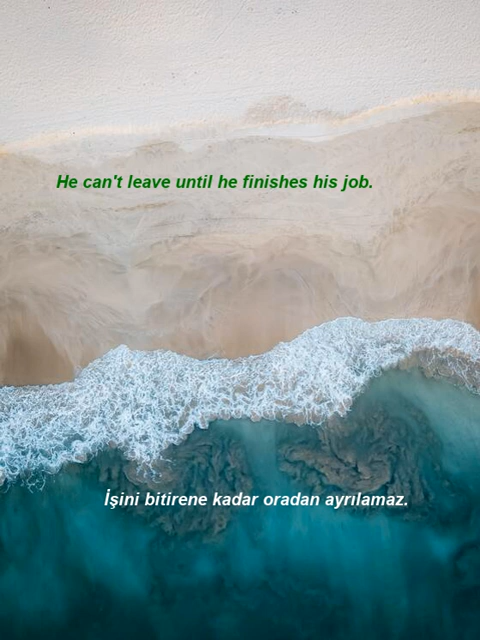 He can't leave until he finishes his job.
İşini bitirene kadar oradan ayrılamaz.